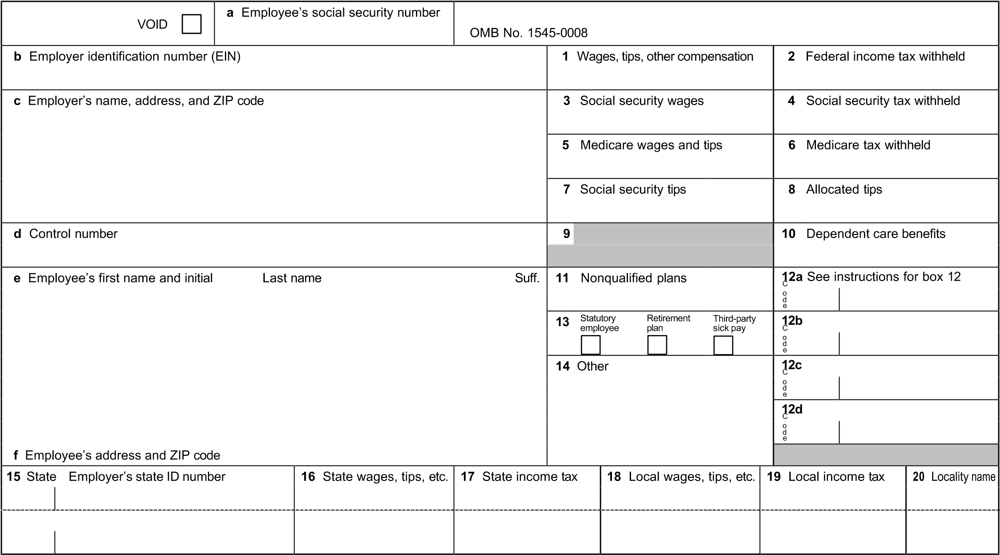 VOID
a Employee’s social security number
OMB No. 1545-0008
b Employer identification number (EIN)
1 Wages, tips, other compensation
2 Federal income tax withheld
c Employer’s name, address, and ZIP code
3 Social security wages
4 Social security tax withheld
5 Medicare wages and tips
6 Medicare tax withheld
7 Social security tips
8 Allocated tips
d Control number
9
10 Dependent care benefits
e Employee’s first name and initial
Last name
Suff.
11 Nonqualified plans
12a See instructions for box 12
Code
13
Statutory
employee
Retirement
plan
Third-party
sick pay
12b
Code
14 Other
12c
Code
12d
Code
f Employee’s address and ZIP code
15 State
Employer’s state ID number
16 State wages, tips, etc.
17 State income tax
18 Local wages, tips, etc.
19 Local income tax
20 Locality name